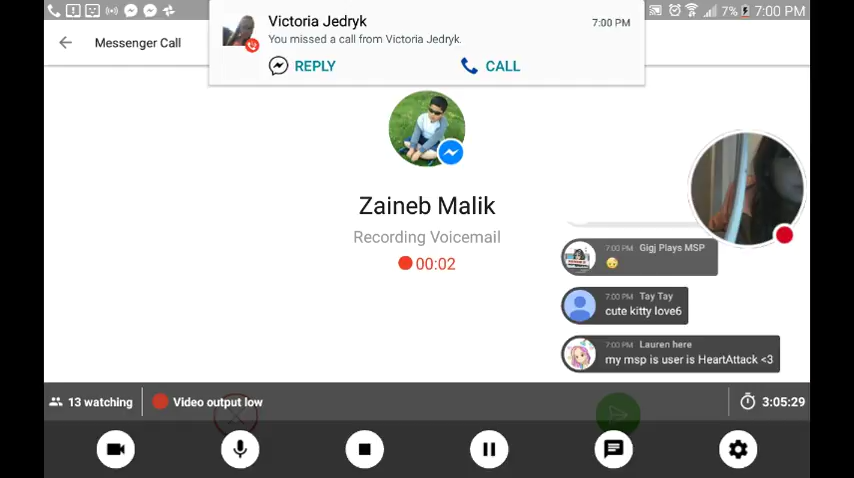 7% 7:00 PM
Victoria Jedryk 7:00 PM
You missed a call from Victoria Jedryk.
REPLY CALL
Messenger Call
Zaineb Malik
Recording Voicemail
00:02
7:00 PM Gigj Plays MSP
7:00 PM Tay Tay
cute kitty love6
7:00 PM Lauren here
my msp is user is HeartAttack <3
13 watching Video output low 3:05:29